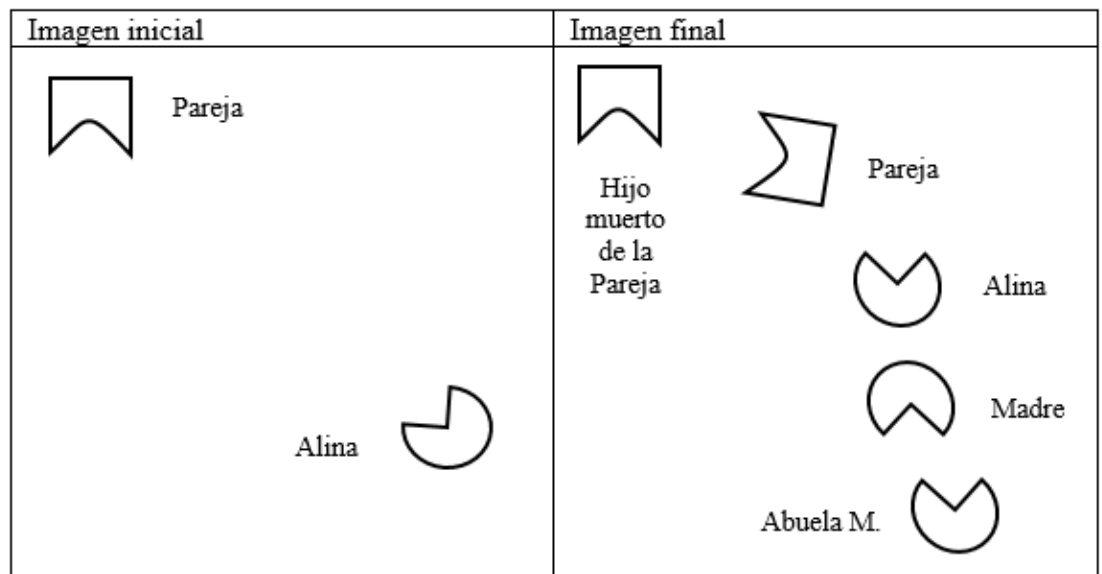 Imagen inicial
Imagen final
Pareja
Alina
Hijo
muerto
de la
Pareja
Pareja
Alina
Madre
Abuela M.